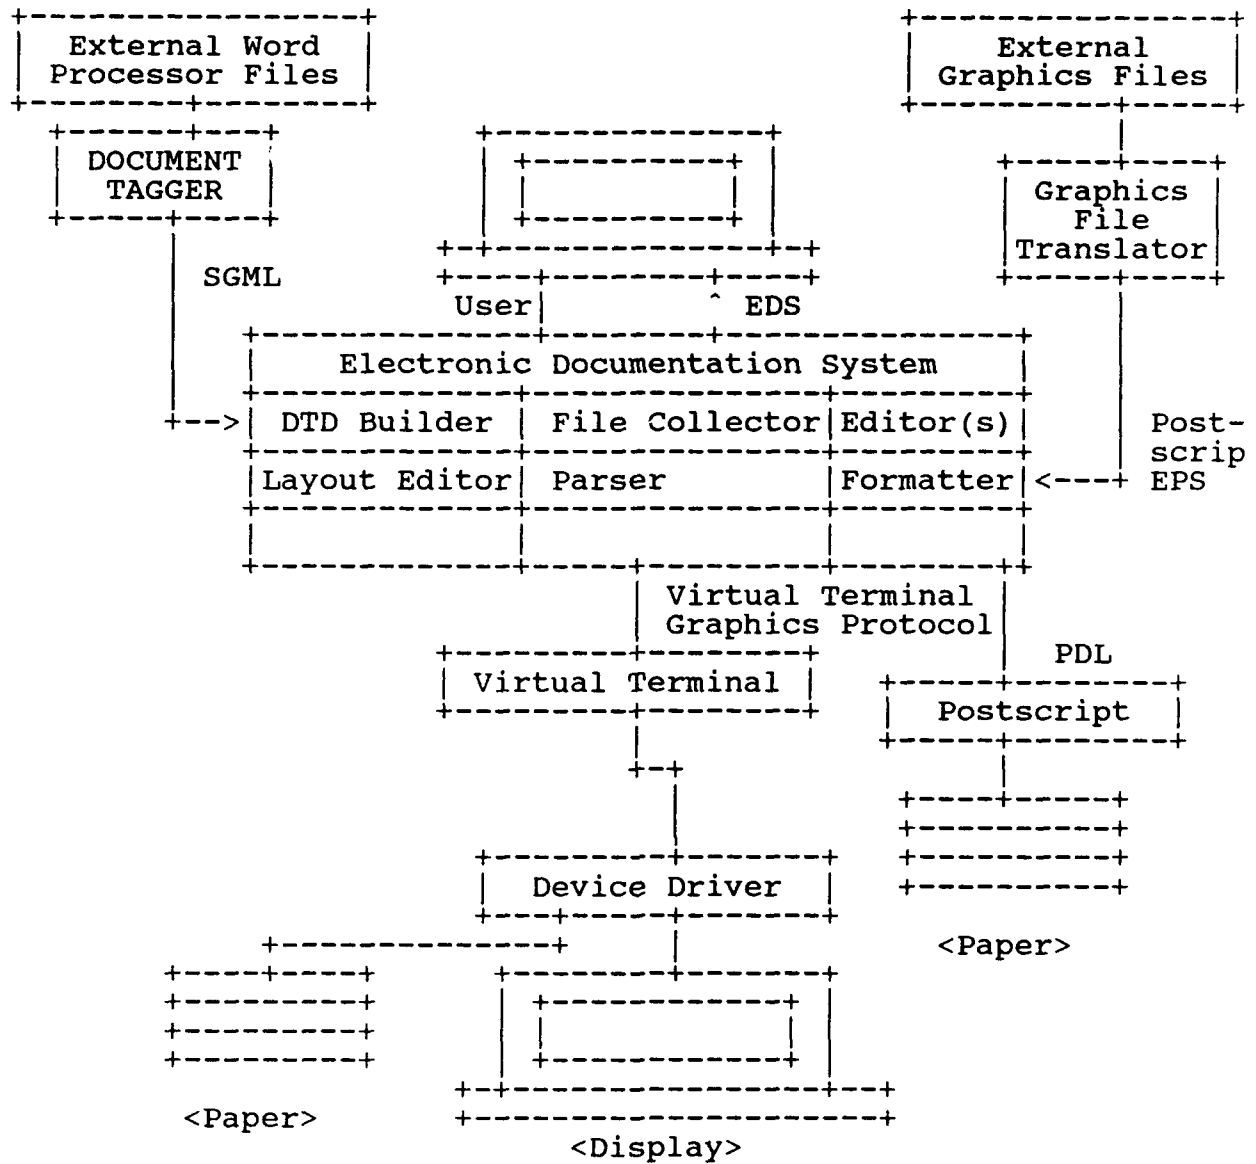 External Word
Processor Files
External
Graphics Files
DOCUMENT
TAGGER
Graphics
File
Translator
SGML
User
^ EDS
Electronic Documentation System
DTD Builder
File Collector
Editor(s)
Post-
scrip
EPS
Layout Editor
Parser
Formatter
Virtual Terminal
Graphics Protocol
PDL
Virtual Terminal
Postscript
Device Driver
<Paper>
<Paper>
<Display>